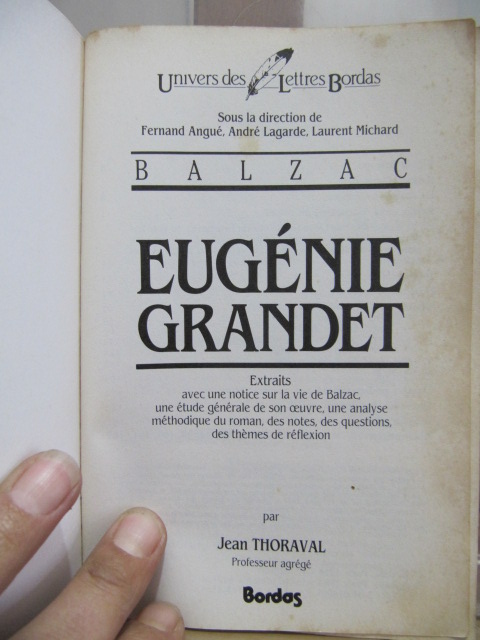 Univers des Lettres Bordas
Sous la direction de
Fernand Angué, André Lagarde, Laurent Michard
BALZAC
EUGÉNIE
GRANDET
Extraits
avec une notice sur la vie de Balzac,
une étude générale de son œuvre, une analyse
méthodique du roman, des notes, des questions,
des thèmes de réflexion
par
Jean THORAVAL
Professeur agrégé
Bordas